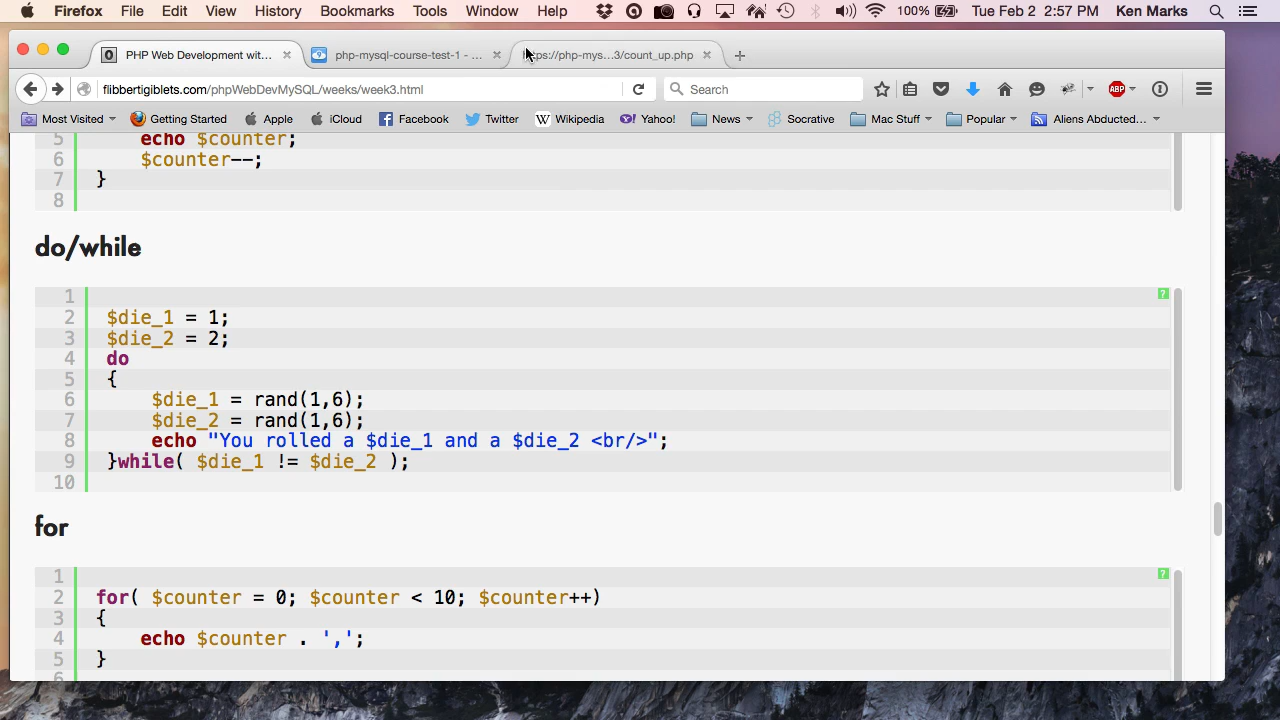 Firefox File Edit View History Bookmarks Tools Window Help 100% Tue Feb 2 2:57 PM Ken Marks
PHP Web Development wit... php-mysql-course-test-1 - ... https://php-mys...3/count_up.php
flibbertigiblets.com/phpWebDevMySQL/weeks/week3.html Search ABP
Most Visited Getting Started Apple iCloud Facebook Twitter W Wikipedia Y! Yahoo! News Socrative Mac Stuff Popular Aliens Abducted...
5 echo $counter;
6 $counter--;
7 }
8
do/while
1 ?
2 $die_1 = 1;
3 $die_2 = 2;
4 do
5 {
6 $die_1 = rand(1,6);
7 $die_2 = rand(1,6);
8 echo "You rolled a $die_1 and a $die_2 <br/>";
9 }while( $die_1 != $die_2 );
10
for
1 ?
2 for( $counter = 0; $counter < 10; $counter++)
3 {
4 echo $counter . ',';
5 }
6